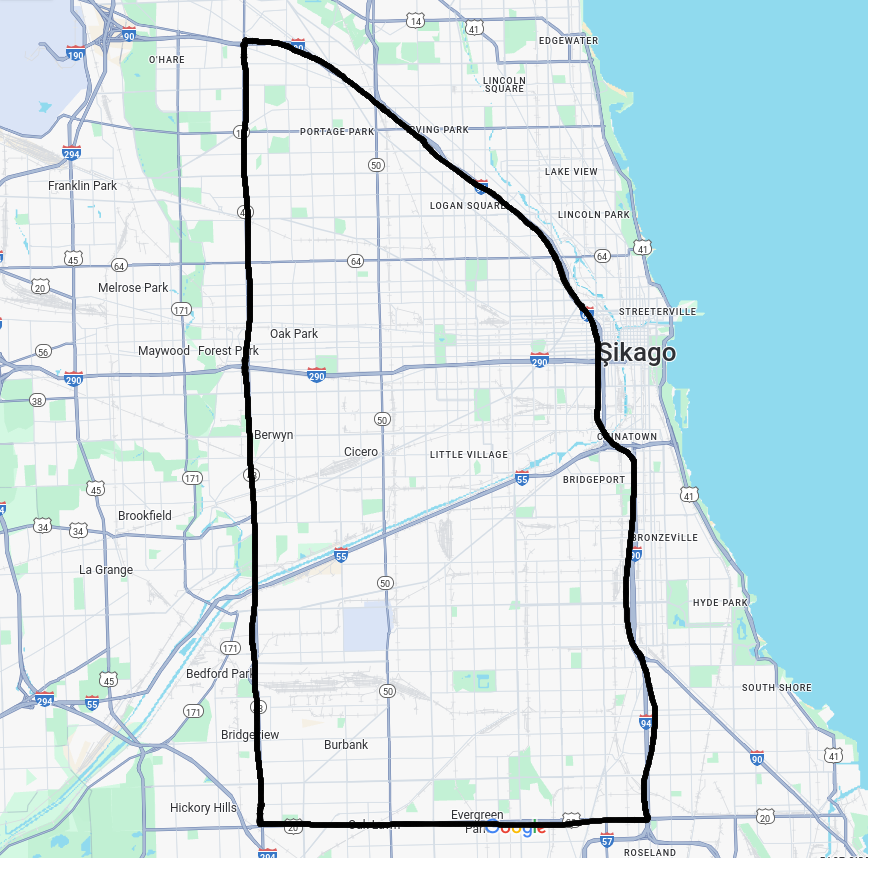 14
41
EDGEWATER
90
190
O'HARE
LINCOLN
SQUARE
PORTAGE PARK
294
50
LAKE VIEW
Franklin Park
LOGAN SQUARE
LINCOLN PARK
41
45
64
64
64
20
Melrose Park
171
STREETERVILLE
Oak Park
56
Maywood
Forest Park
Şikago
290
290
290
38
50
Berwyn
CHINATOWN
Cicero
LITTLE VILLAGE
171
55
BRIDGEPORT
45
41
Brookfield
34
34
BRONZEVİLLE
55
90
La Grange
50
HYDE PARK
171
Bedford Park
45
SOUTH SHORE
50
294
55
171
94
Bridgeview
Burbank
41
90
Hickory Hills
Evergreen
Park
Google
20
20
57
ROSELAND
294